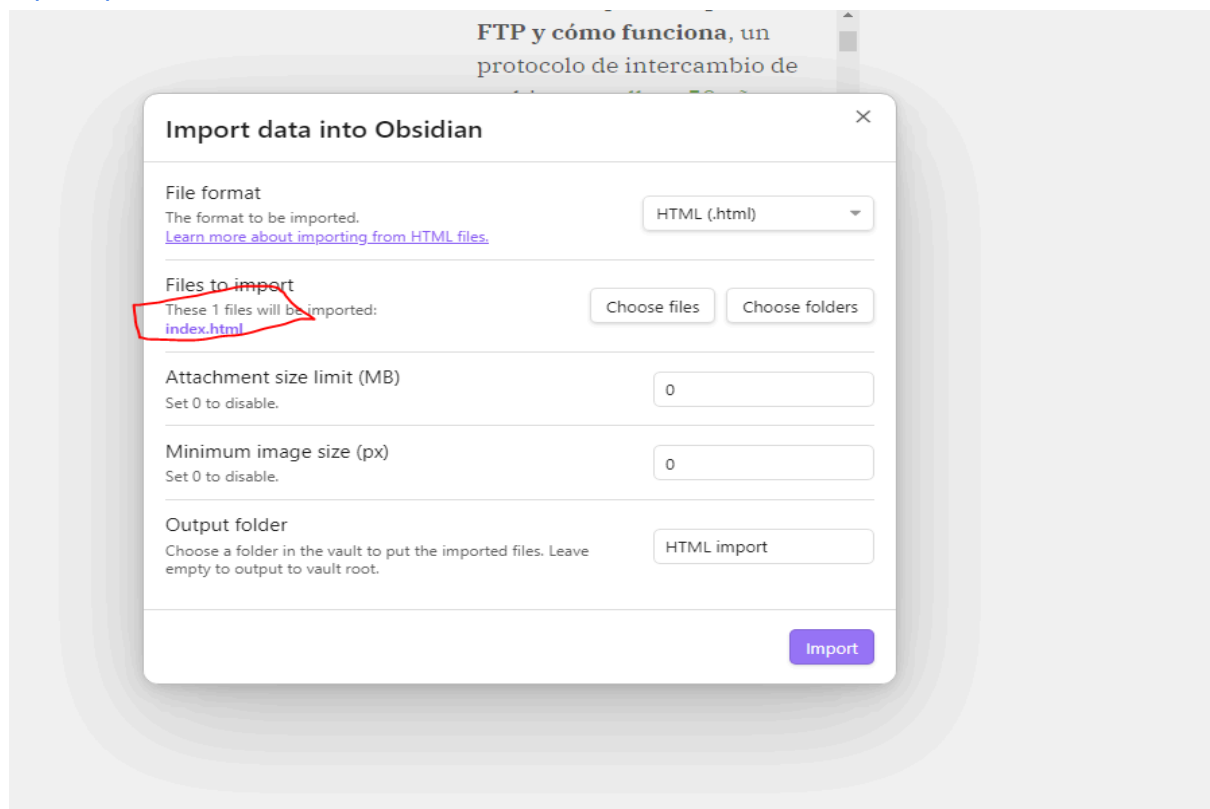 FTP y cómo funciona, un
protocolo de intercambio de
Import data into Obsidian
File format
The format to be imported.
Learn more about importing from HTML files.
HTML (.html)
Files to import
These 1 files will be imported:
index.html
Choose files
Choose folders
Attachment size limit (MB)
Set 0 to disable.
0
Minimum image size (px)
Set 0 to disable.
0
Output folder
Choose a folder in the vault to put the imported files. Leave
empty to output to vault root.
HTML import
Import